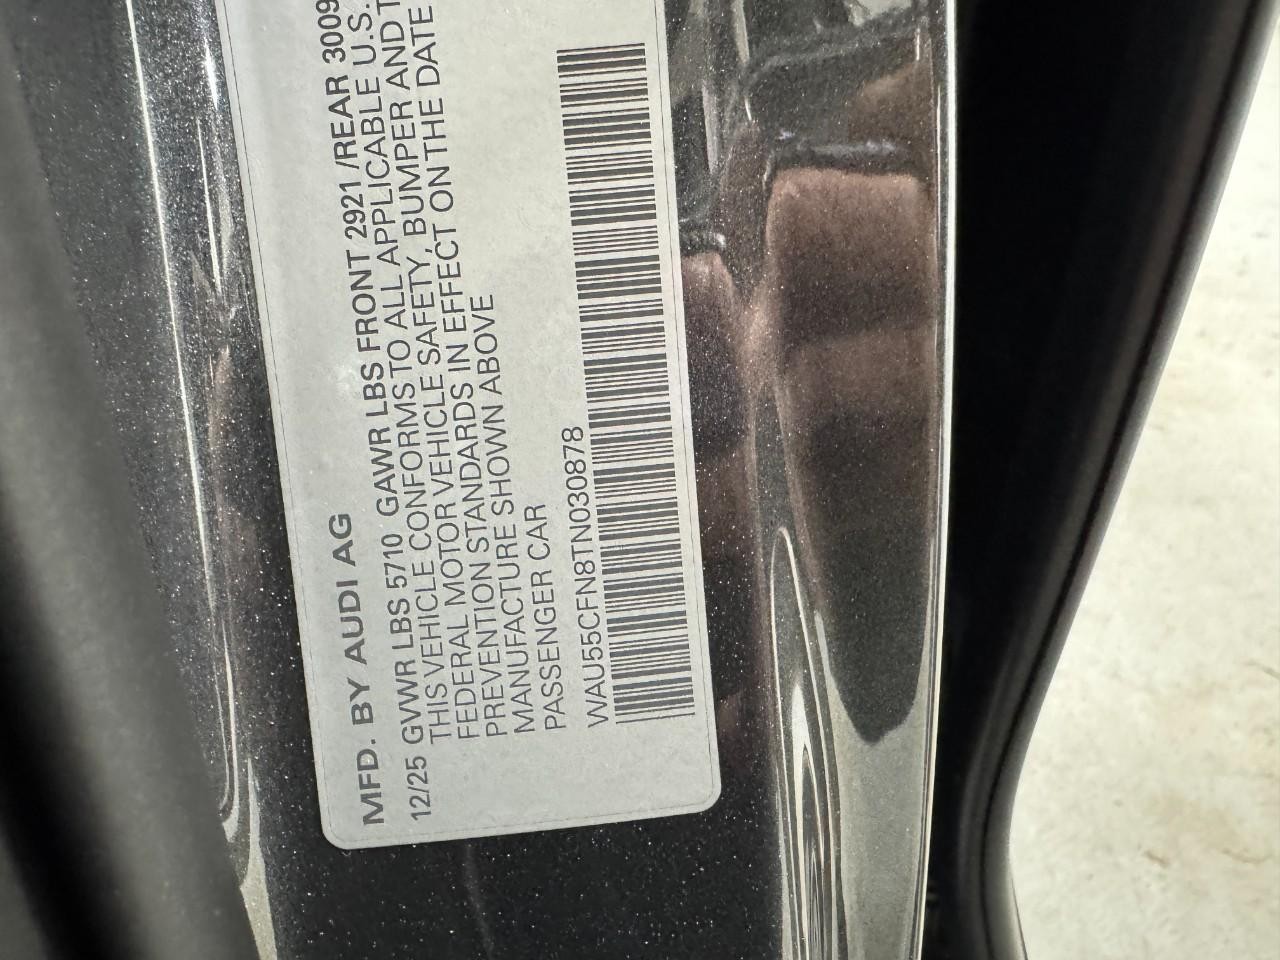 MFD. BY AUDI AG
12/25 GVWR LBS 5710 GAWR LBS FRONT 2921 /REAR 3009
THIS VEHICLE CONFORMS TO ALL APPLICABLE U.S.
FEDERAL MOTOR VEHICLE SAFETY, BUMPER AND
PREVENTION STANDARDS IN EFFECT ON THE DATE
MANUFACTURE SHOWN ABOVE
PASSENGER CAR
WAU55CFN8TN030878